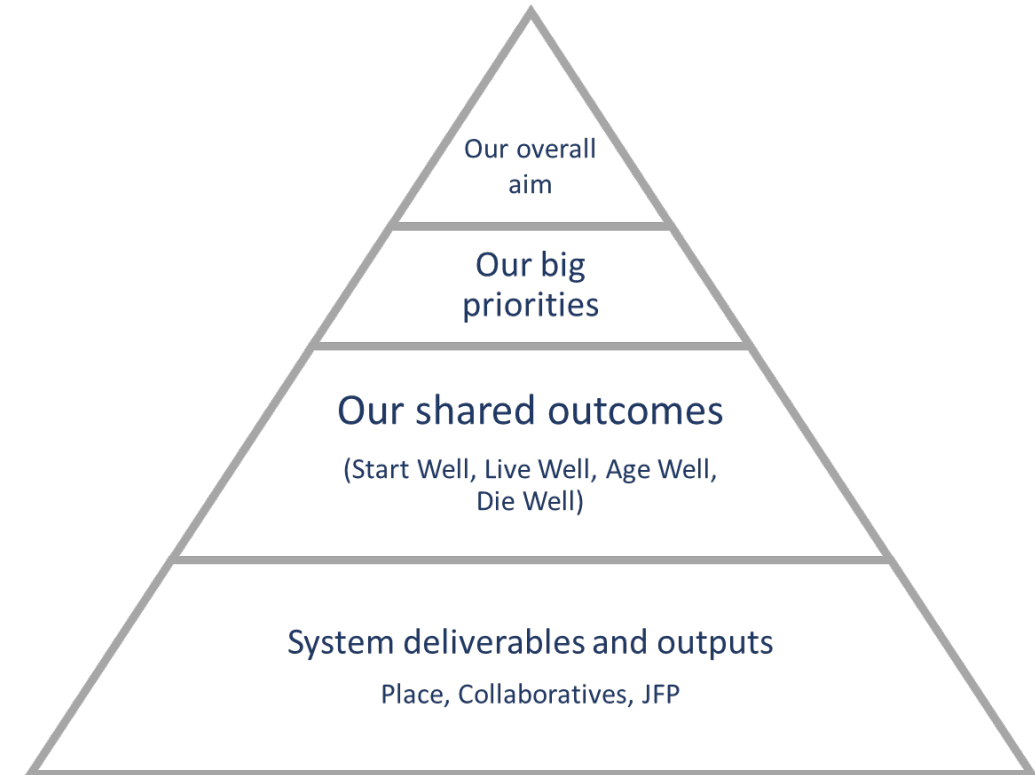 Our overall
aim
Our big
priorities
Our shared outcomes
(Start Well, Live Well, Age Well,
Die Well)
System deliverables and outputs
Place, Collaboratives, JFP